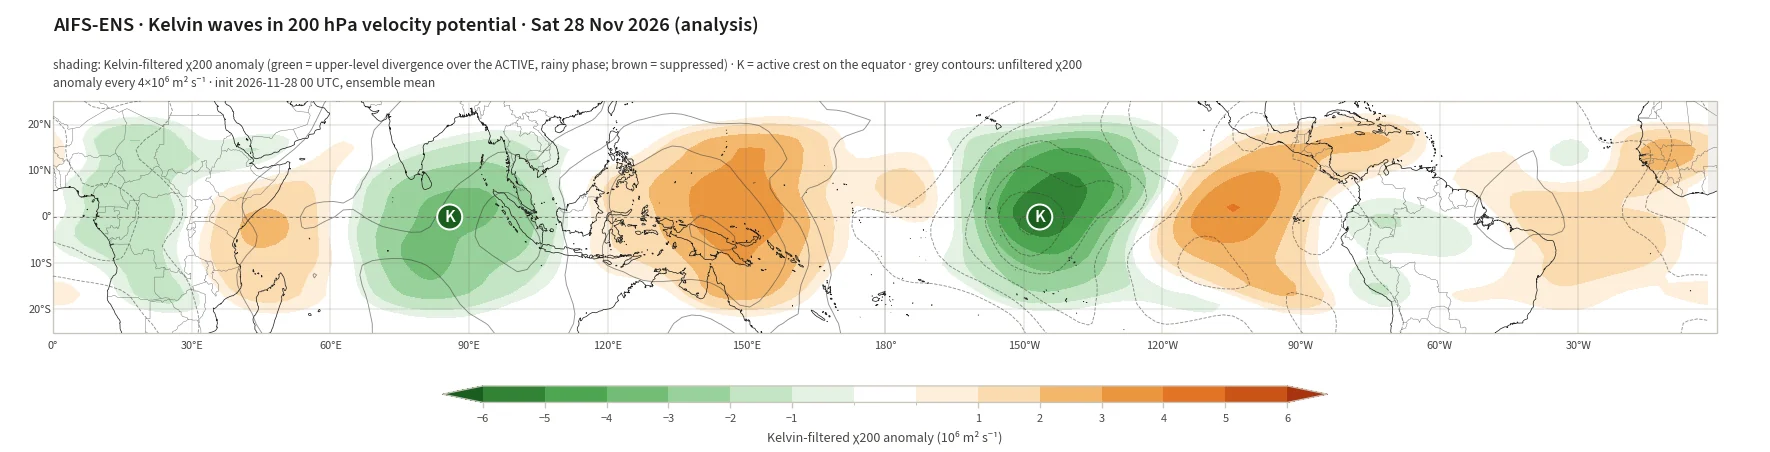 AIFS-ENS · Kelvin waves in 200 hPa velocity potential · Sat 28 Nov 2026 (analysis)
shading: Kelvin-filtered χ200 anomaly (green = upper-level divergence over the ACTIVE, rainy phase; brown = suppressed) · K = active crest on the equator · grey contours: unfiltered χ200
anomaly every 4×10⁶ m² s⁻¹ · init 2026-11-28 00 UTC, ensemble mean
20°N
10°N
0°
10°S
20°S
K
K
0° 30°E 60°E 90°E 120°E 150°E 180° 150°W 120°W 90°W 60°W 30°W
−6 −5 −4 −3 −2 −1 1 2 3 4 5 6
Kelvin-filtered χ200 anomaly (10⁶ m² s⁻¹)